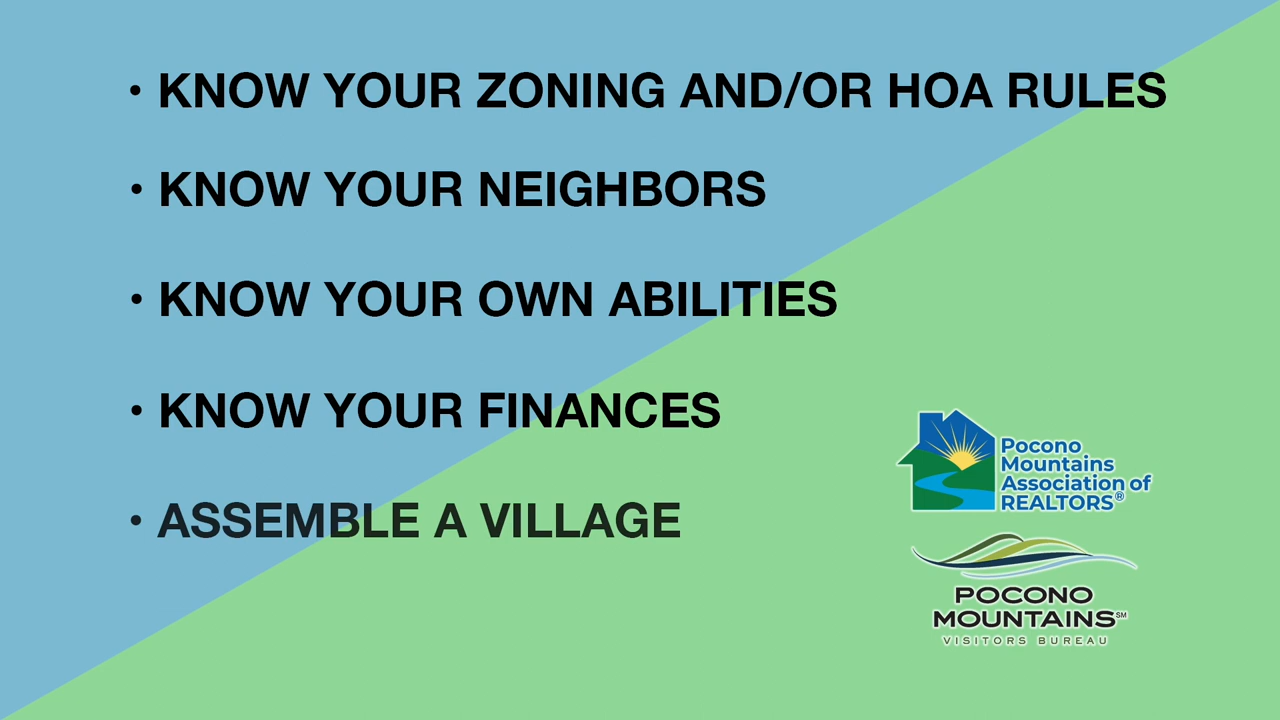 • KNOW YOUR ZONING AND/OR HOA RULES
• KNOW YOUR NEIGHBORS
• KNOW YOUR OWN ABILITIES
• KNOW YOUR FINANCES
• ASSEMBLE A VILLAGE
Pocono
Mountains
Association of
REALTORS®
POCONO
MOUNTAINS℠
VISITORS BUREAU